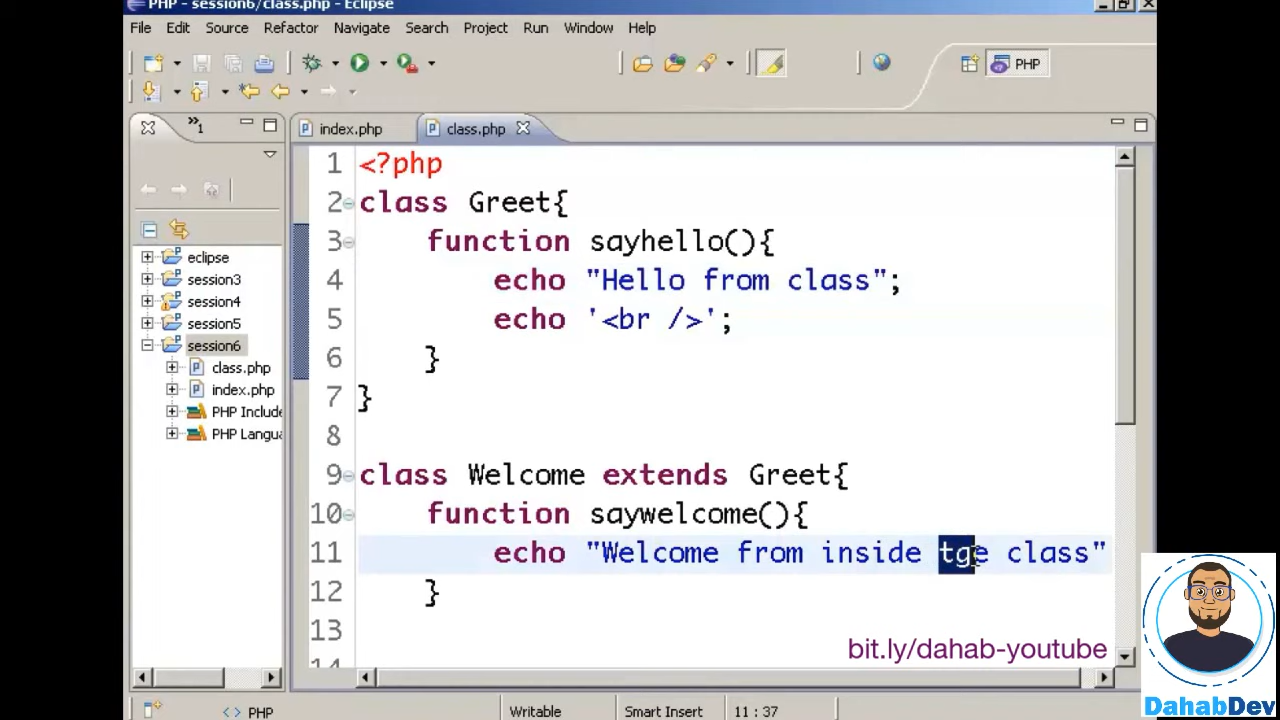 PHP - session6/class.php - Eclipse
File Edit Source Refactor Navigate Search Project Run Window Help
PHP
»1
index.php class.php
eclipse
session3
session4
session5
session6
class.php
index.php
PHP Include
PHP Langua
1 <?php
2 class Greet{
3 function sayhello(){
4 echo "Hello from class";
5 echo '<br />';
6 }
7 }
8
9 class Welcome extends Greet{
10 function saywelcome(){
11 echo "Welcome from inside tge class"
12 }
13
14
bit.ly/dahab-youtube
DahabDev
<> PHP Writable Smart Insert 11 : 37